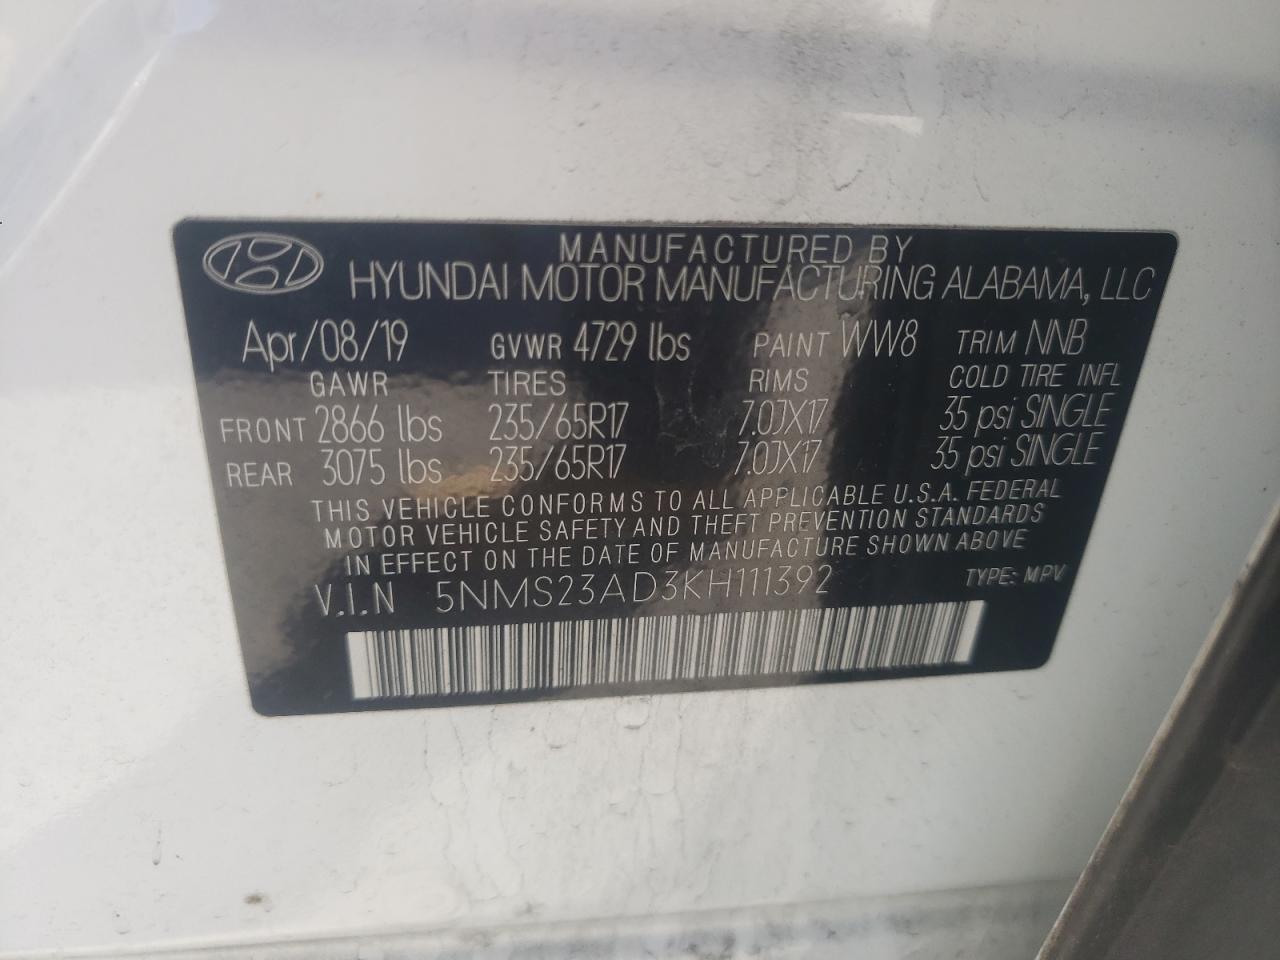 MANUFACTURED BY
HYUNDAI MOTOR MANUFACTURING ALABAMA, LLC
Apr/08/19 GVWR 4729 lbs PAINT WW8 TRIM NNB
GAWR TIRES RIMS COLD TIRE INFL
FRONT 2866 lbs 235/65R17 7.0JX17 35 psi SINGLE
REAR 3075 lbs 235/65R17 7.0JX17 35 psi SINGLE
THIS VEHICLE CONFORMS TO ALL APPLICABLE U.S.A. FEDERAL
MOTOR VEHICLE SAFETY AND THEFT PREVENTION STANDARDS
IN EFFECT ON THE DATE OF MANUFACTURE SHOWN ABOVE
V.I.N 5NMS23AD3KH111392 TYPE: MPV